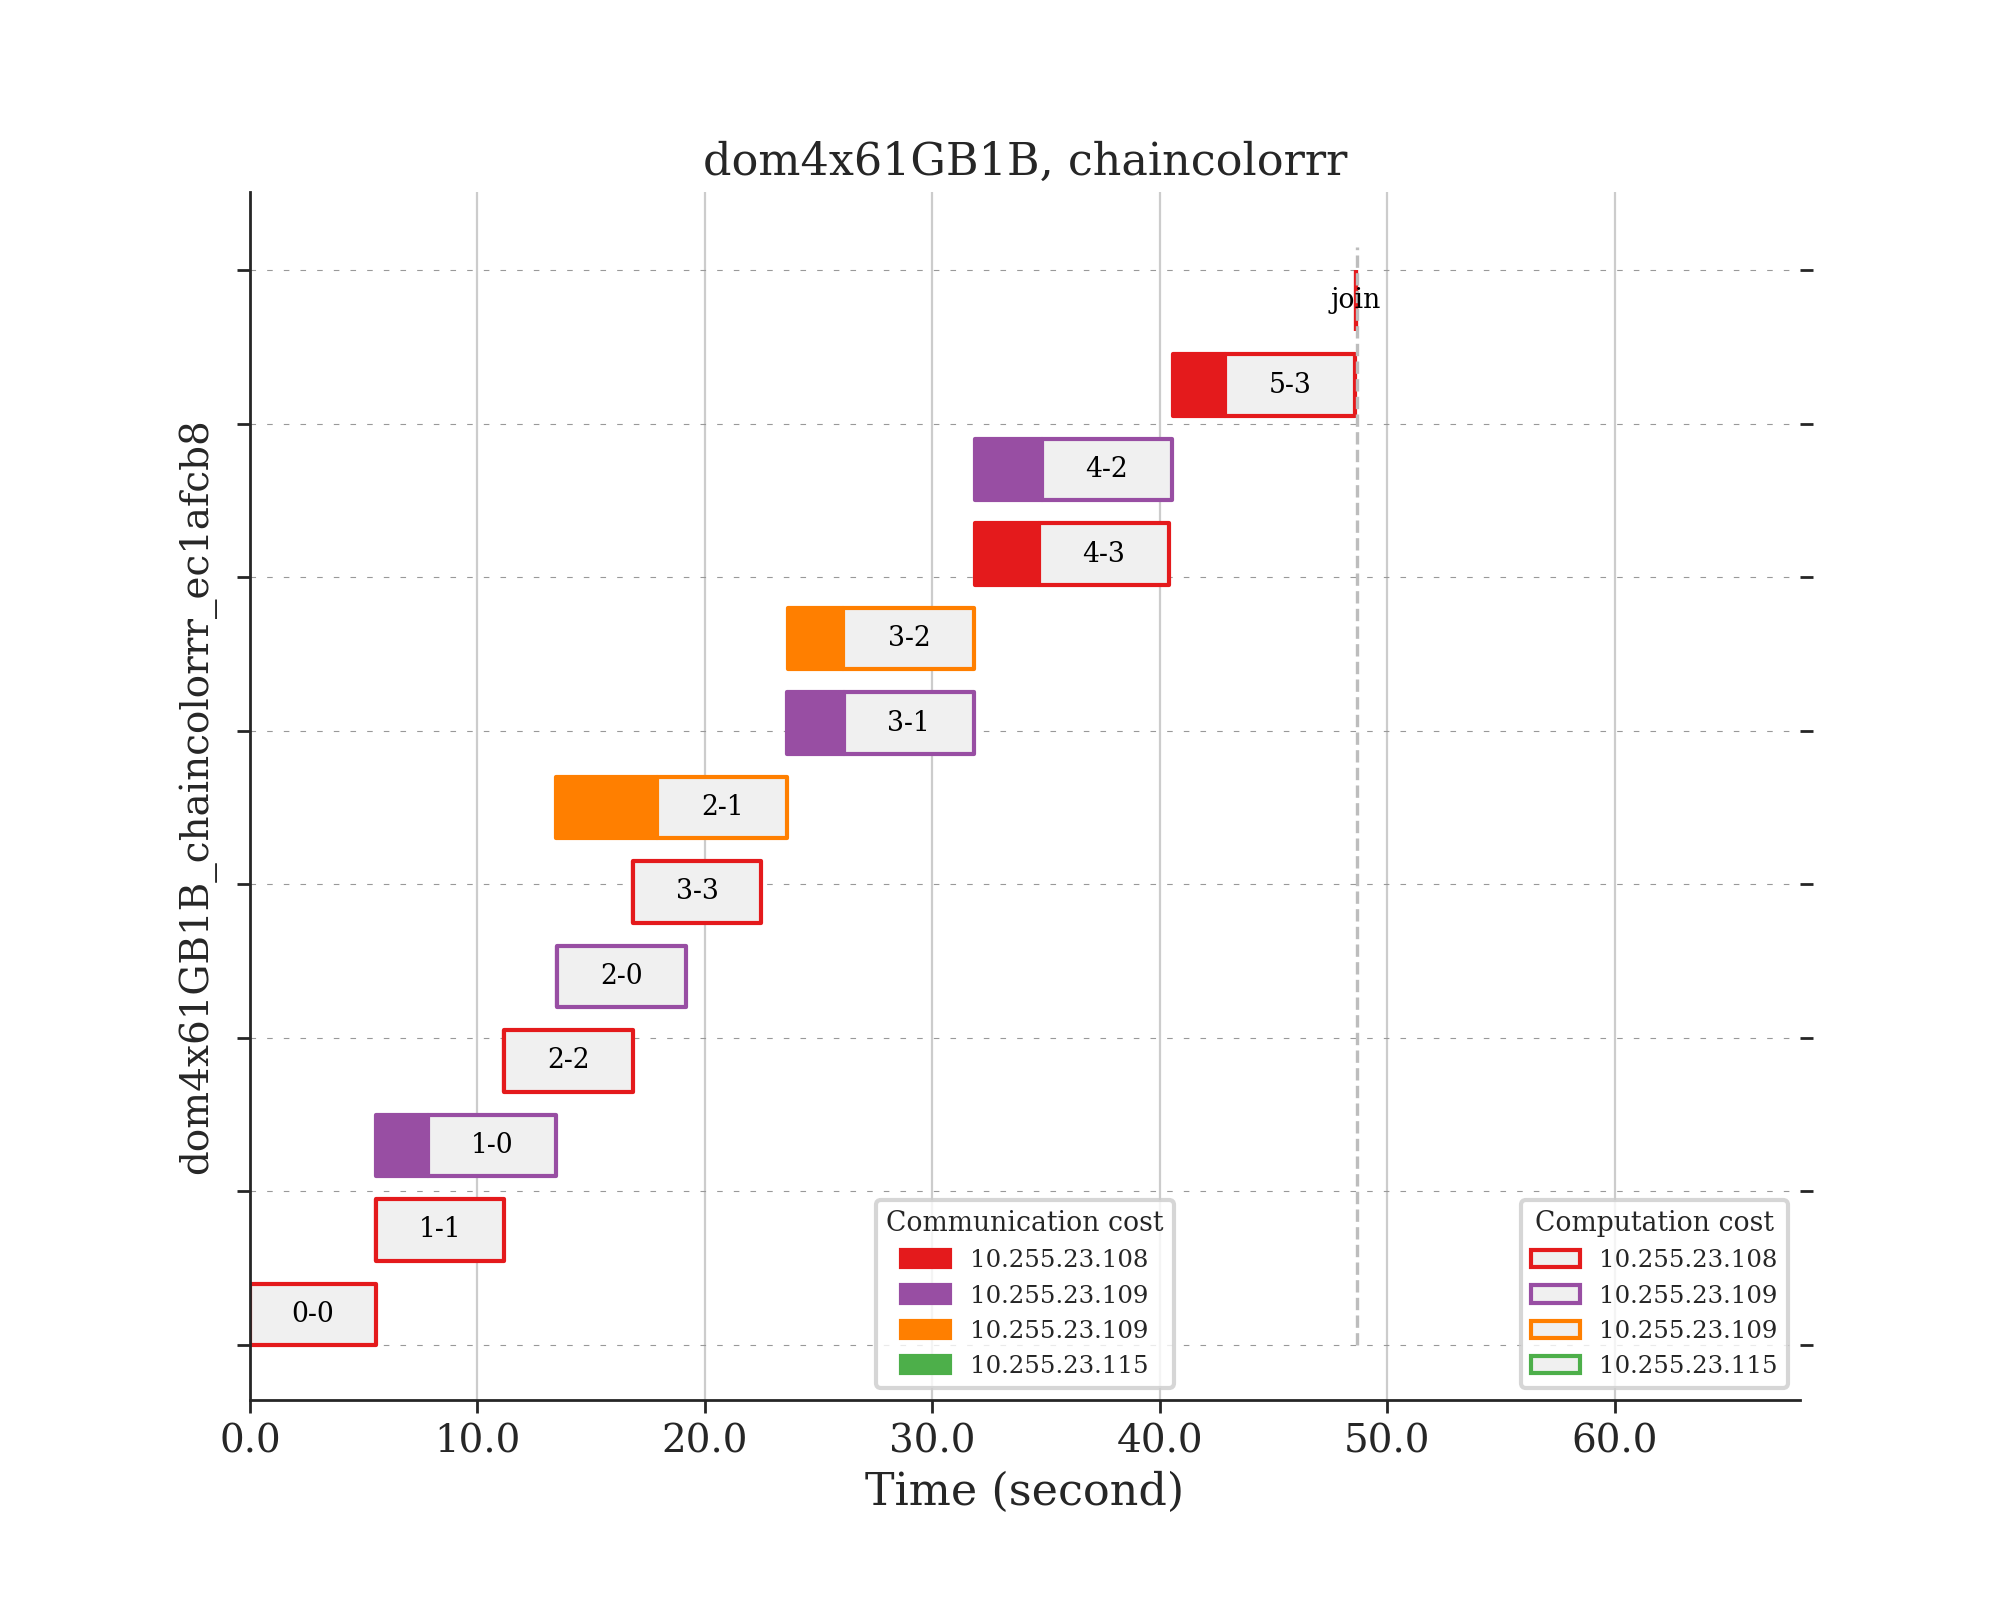 dom4x61GB1B, chaincolorrr
dom4x61GB1B_chaincolorrr_ec1afcb8
join
5-3
4-2
4-3
3-2
3-1
2-1
3-3
2-0
2-2
1-0
1-1
0-0
Communication cost
10.255.23.108
10.255.23.109
10.255.23.109
10.255.23.115
Computation cost
10.255.23.108
10.255.23.109
10.255.23.109
10.255.23.115
0.0 10.0 20.0 30.0 40.0 50.0 60.0
Time (second)